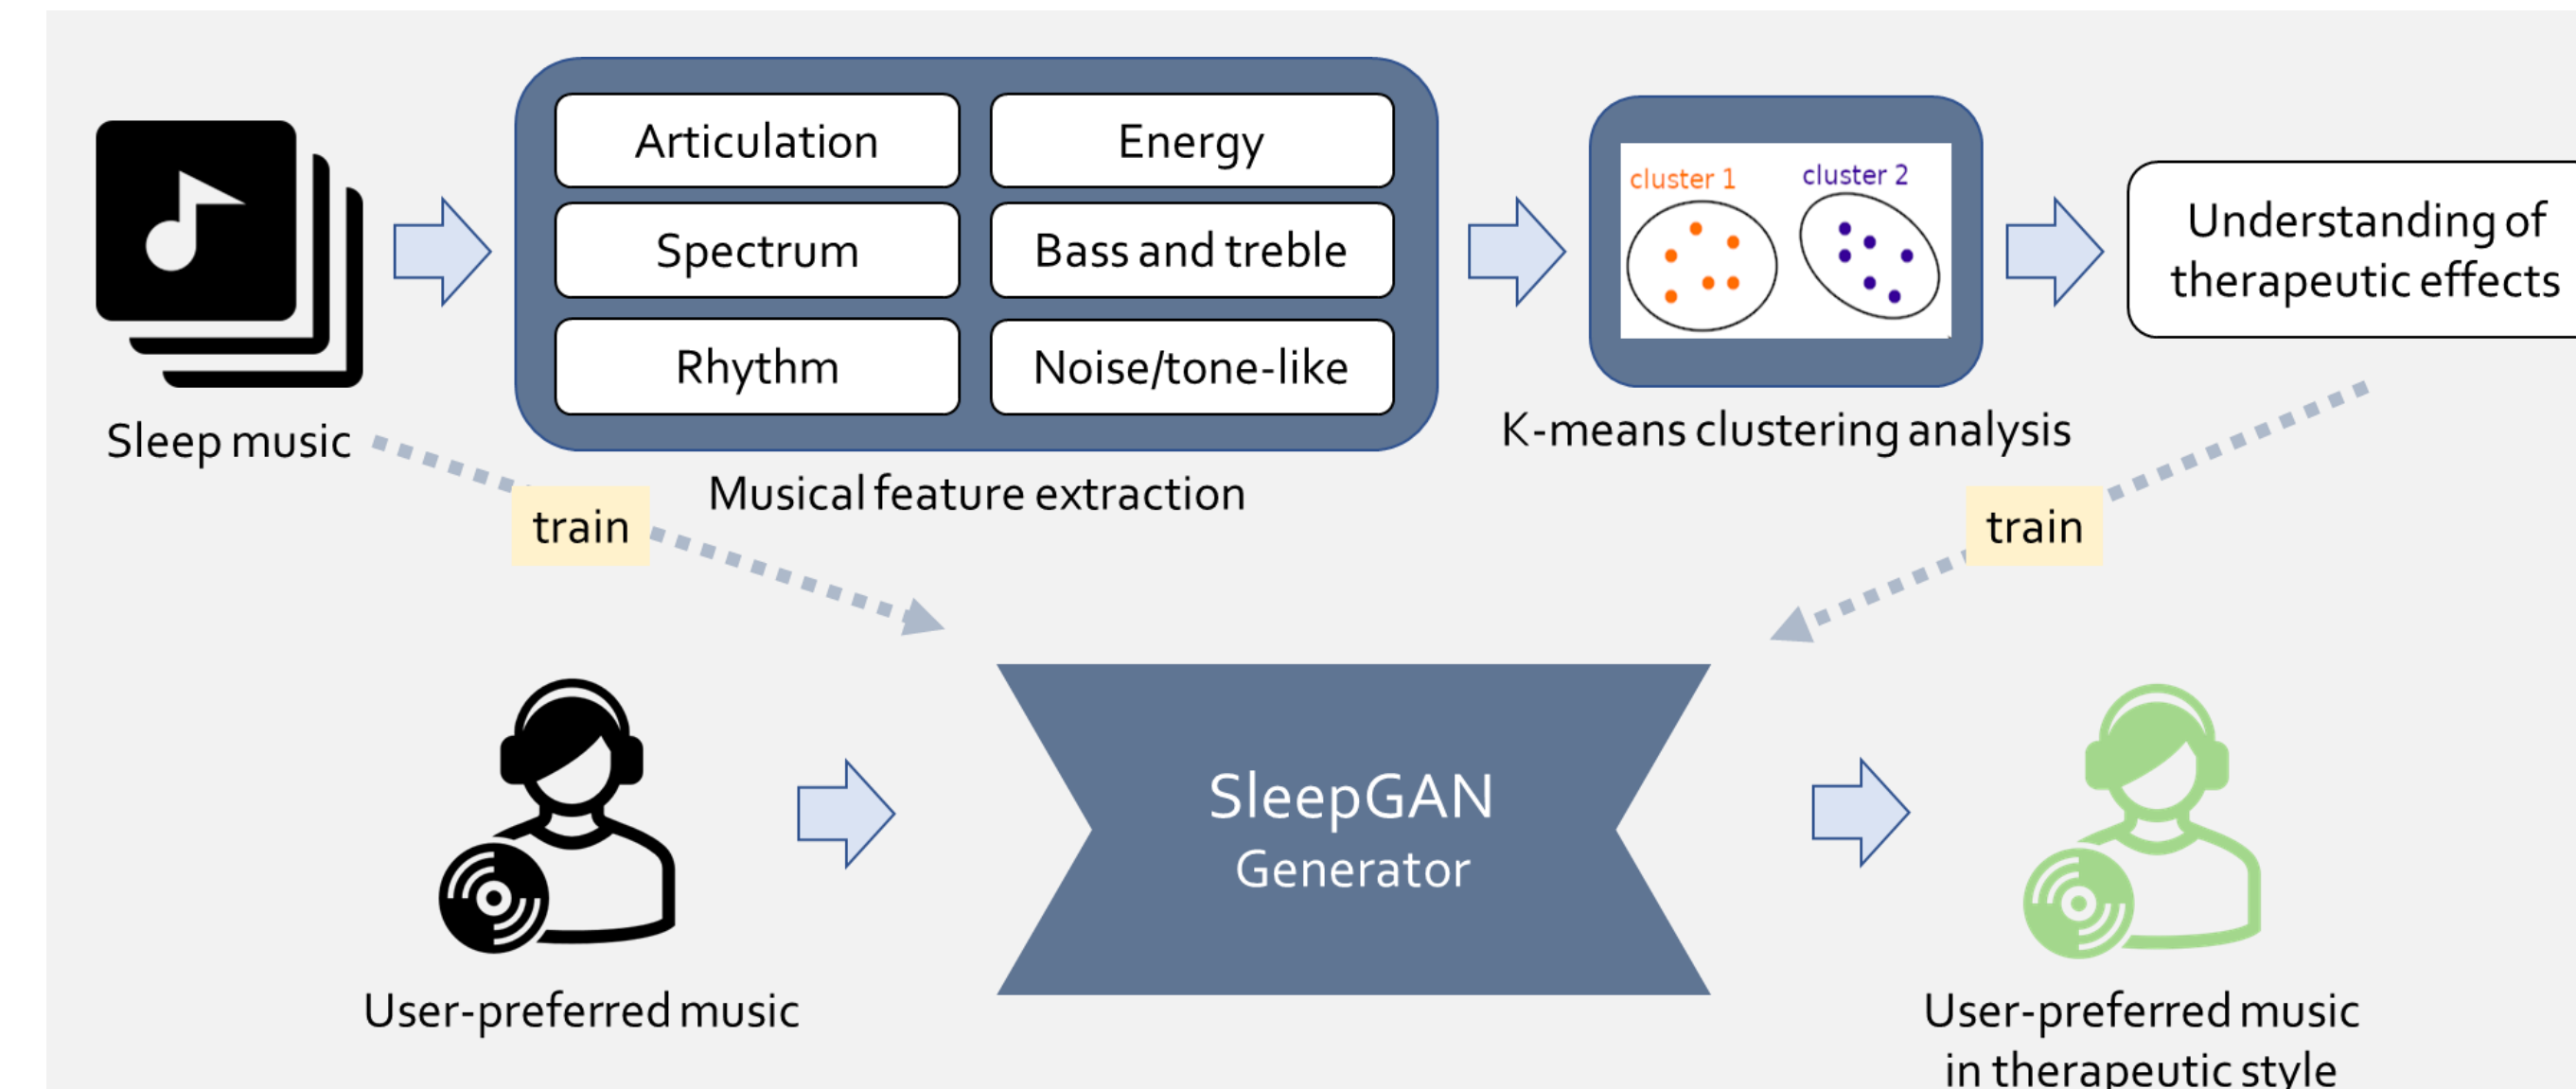 Articulation
Energy
Spectrum
Bass and treble
Rhythm
Noise/tone-like
cluster 1
cluster 2
Understanding of
therapeutic effects
Sleep music
Musical feature extraction
K-means clustering analysis
train
train
SleepGAN
Generator
User-preferred music
User-preferred music
in therapeutic style